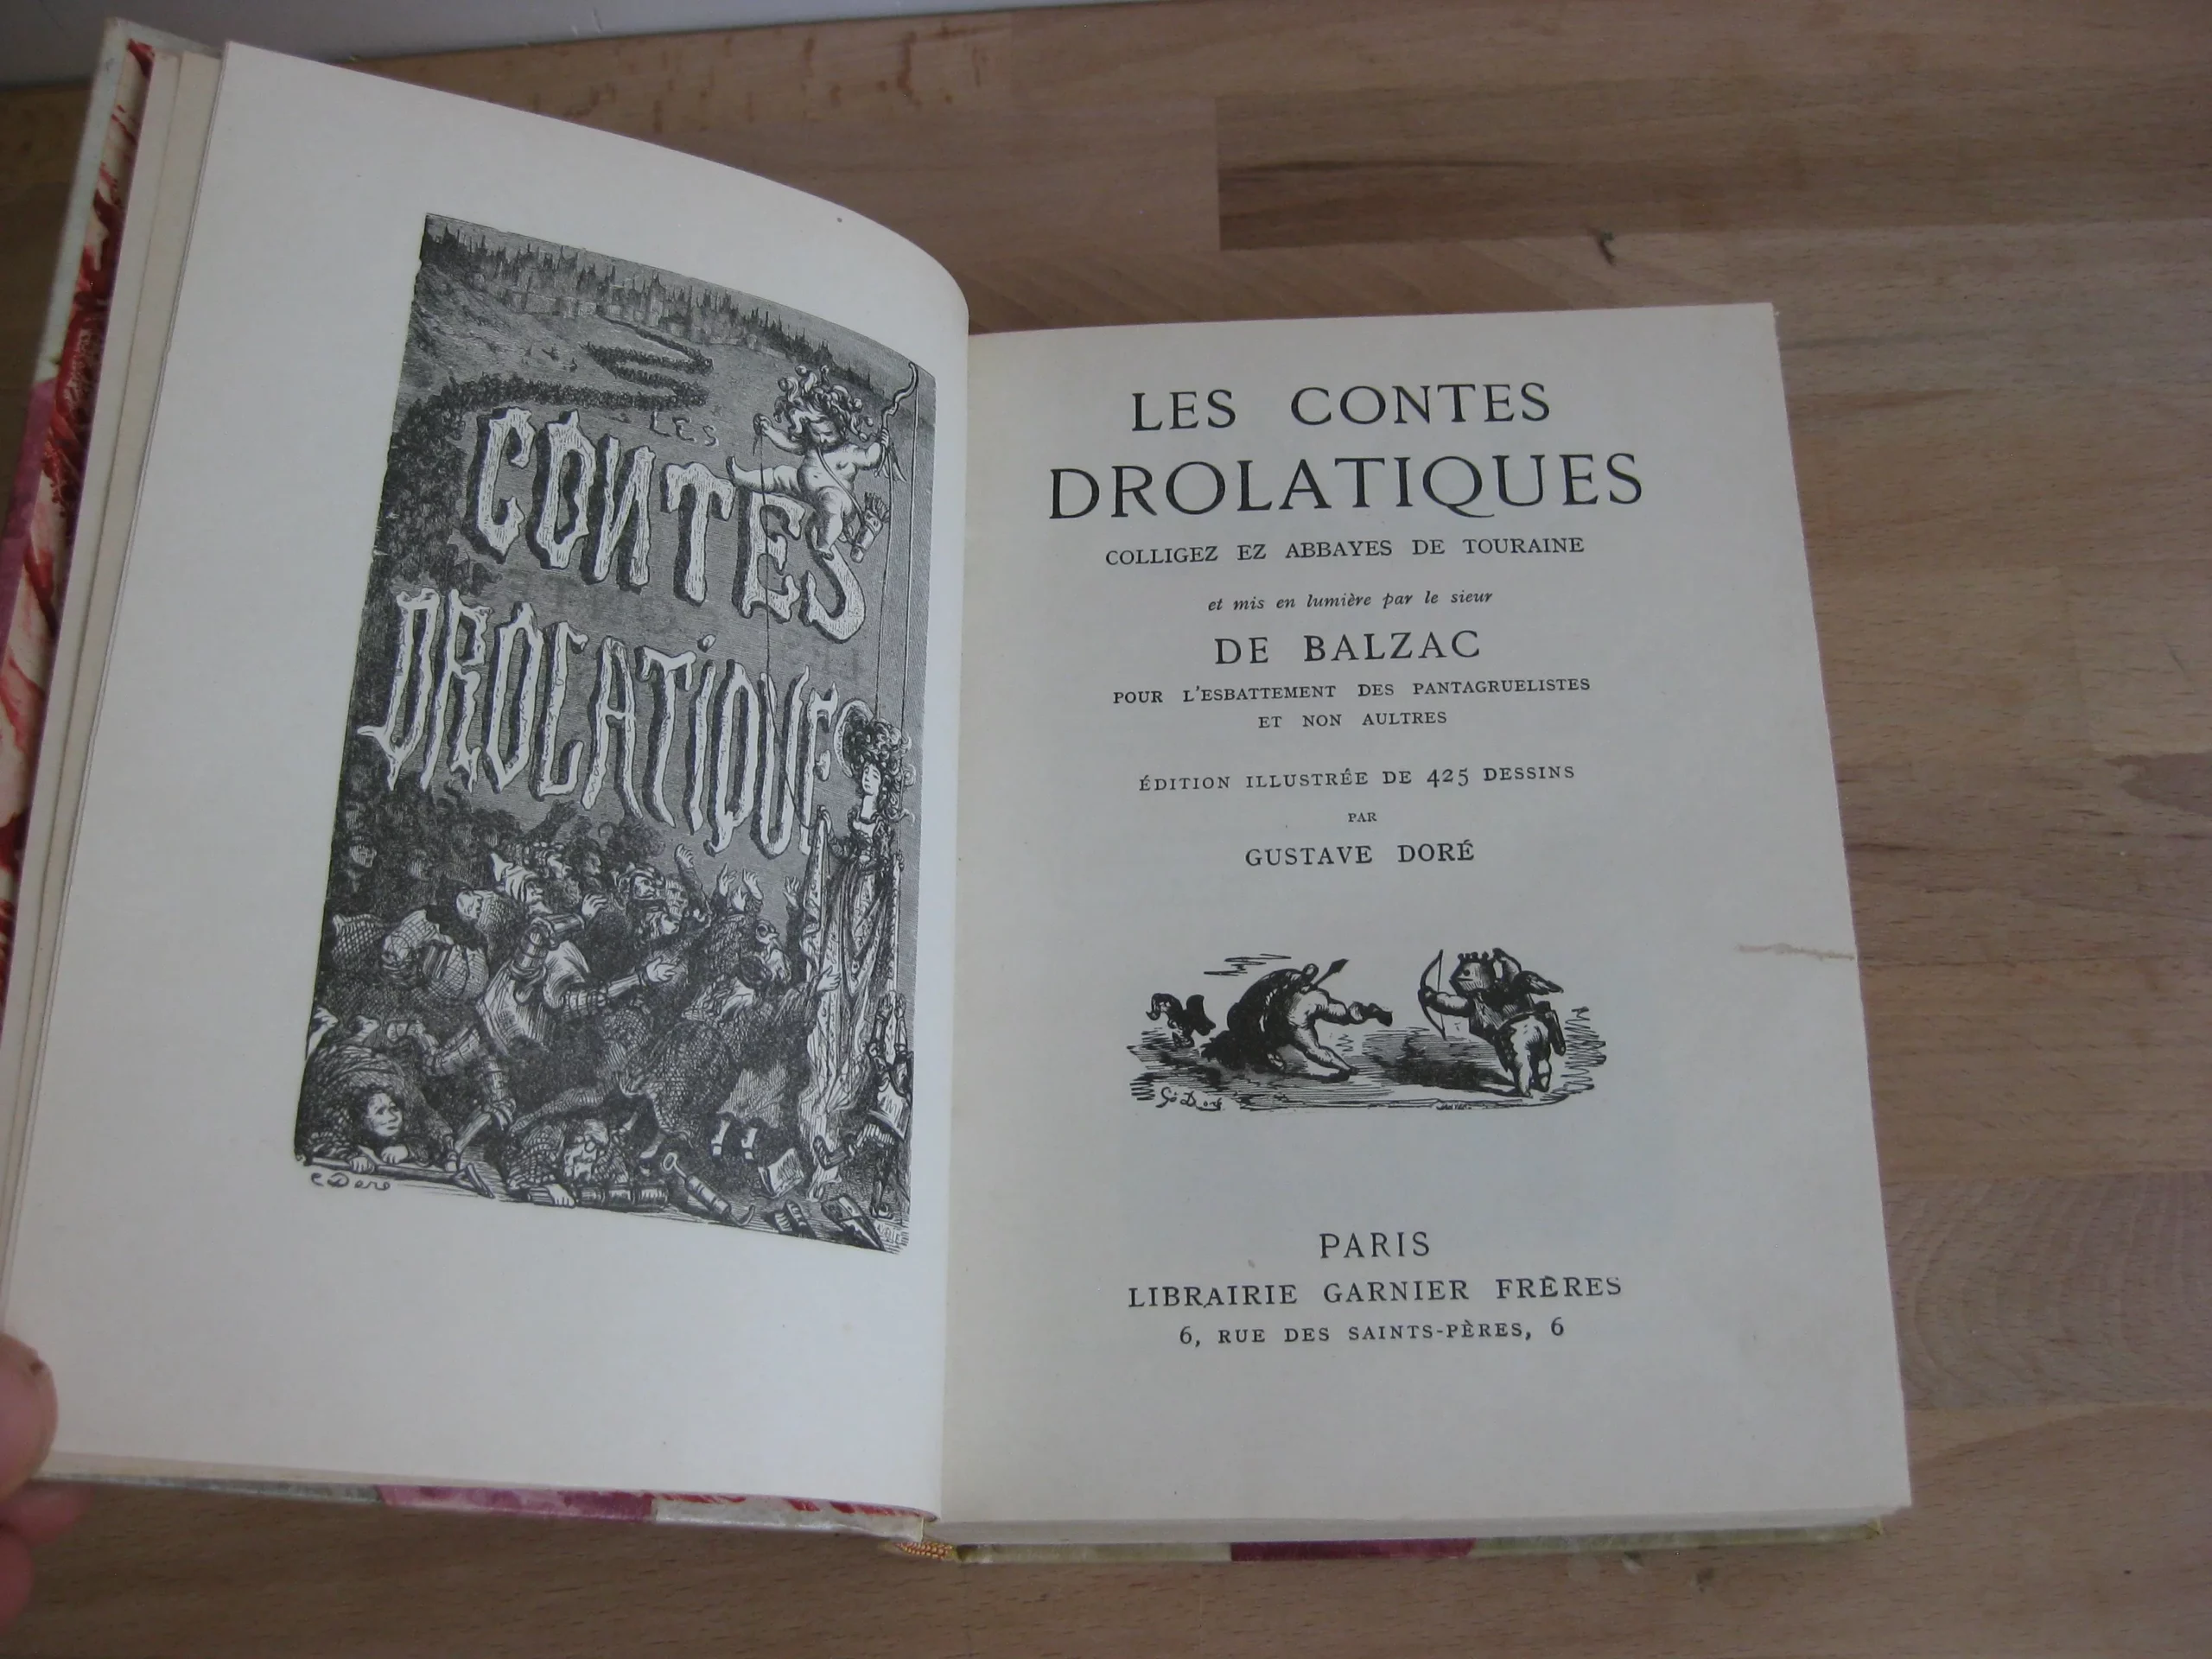 LES
CONTES
DROLATIQUES
G Doré
LES CONTES
DROLATIQUES
COLLIGEZ EZ ABBAYES DE TOURAINE
et mis en lumière par le sieur
DE BALZAC
POUR L'ESBATTEMENT DES PANTAGRUELISTES
ET NON AULTRES
ÉDITION ILLUSTRÉE DE 425 DESSINS
PAR
GUSTAVE DORÉ
G Doré
PARIS
LIBRAIRIE GARNIER FRÈRES
6, RUE DES SAINTS-PÈRES, 6